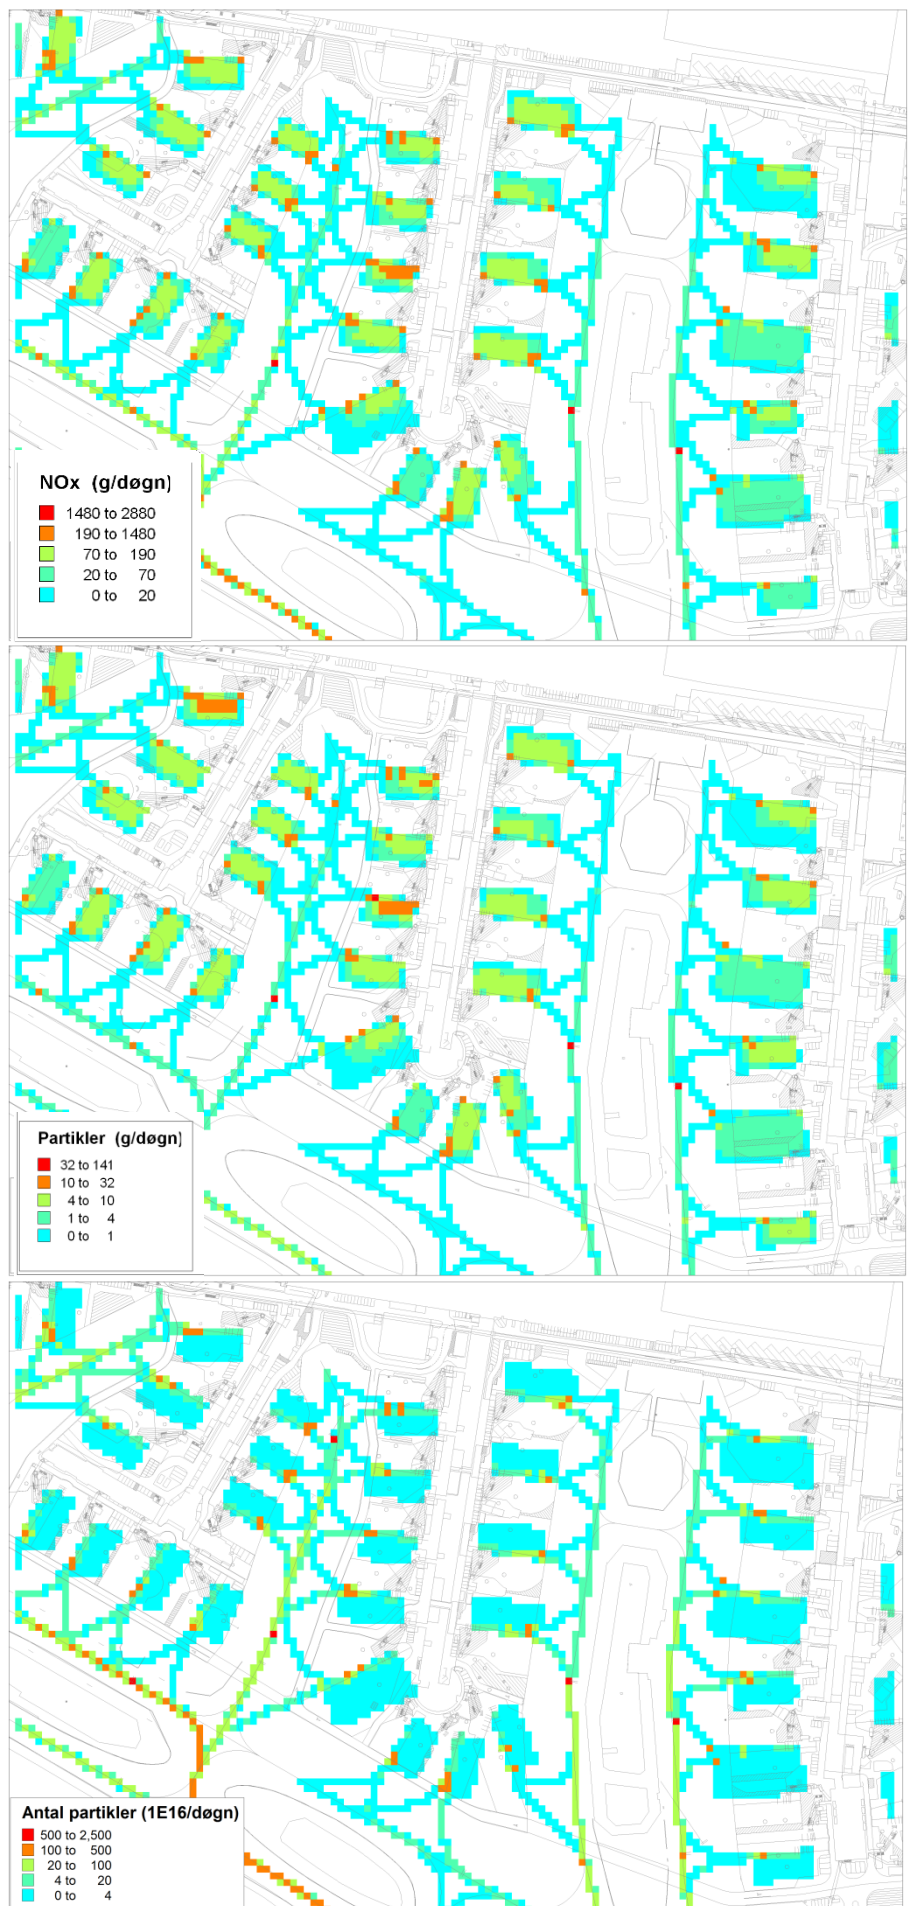 NOx (g/døgn)
1480 to 2880
190 to 1480
70 to 190
20 to 70
0 to 20
Partikler (g/døgn)
32 to 141
10 to 32
4 to 10
1 to 4
0 to 1
Antal partikler (1E16/døgn)
500 to 2,500
100 to 500
20 to 100
4 to 20
0 to 4